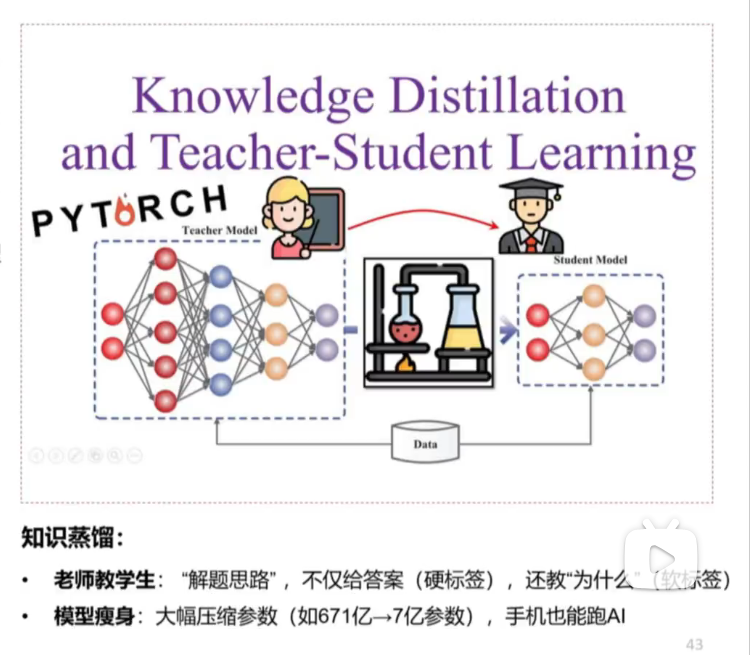 Knowledge Distillation
and Teacher-Student Learning
PYTORCH
Teacher Model
Student Model
Data
知识蒸馏：
• 老师教学生：“解题思路”，不仅给答案（硬标签），还教“为什么”（软标签）
• 模型瘦身：大幅压缩参数（如671亿→7亿参数），手机也能跑AI
43